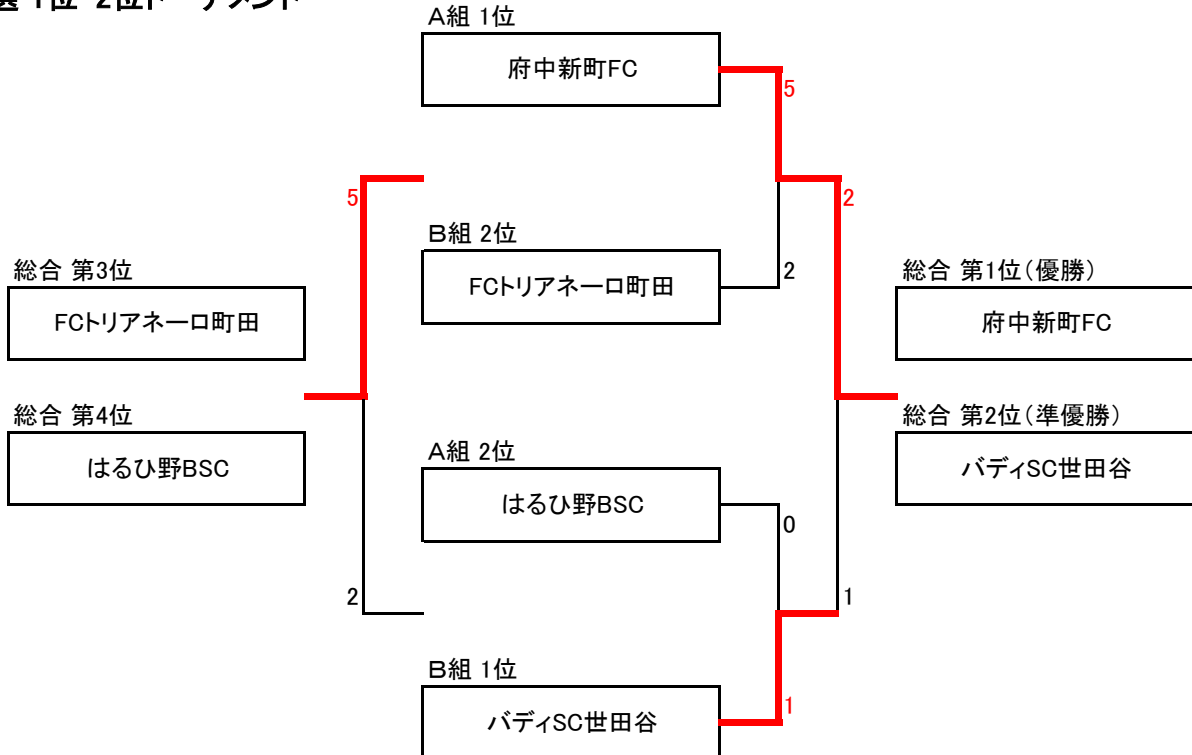 A組 1位
府中新町FC
5
5
2
B組 2位
FCトリアネーロ町田
2
総合 第3位
FCトリアネーロ町田
総合 第1位(優勝)
府中新町FC
総合 第4位
はるひ野BSC
総合 第2位(準優勝)
バディSC世田谷
A組 2位
はるひ野BSC
0
2
1
B組 1位
バディSC世田谷
1